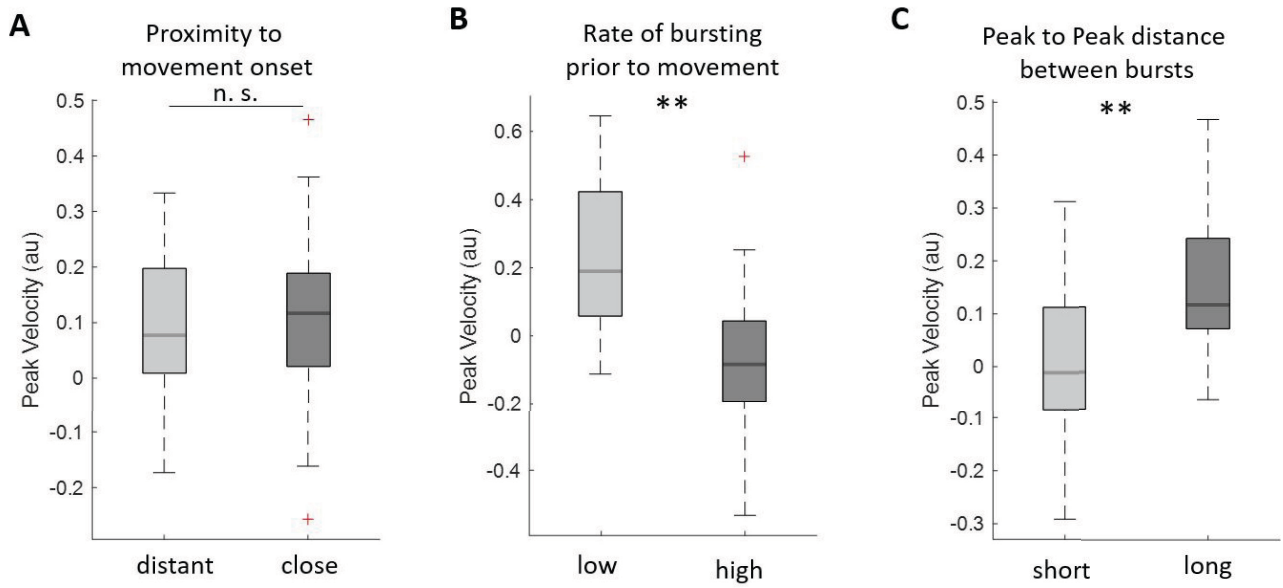 A
Proximity to
movement onset
n. s.
0.5
0.4
0.3
0.2
0.1
0
-0.1
-0.2
Peak Velocity (au)
distant
close
B
Rate of bursting
prior to movement
**
0.6
0.4
0.2
0
-0.2
-0.4
Peak Velocity (au)
low
high
C
Peak to Peak distance
between bursts
**
0.5
0.4
0.3
0.2
0.1
0
-0.1
-0.2
-0.3
Peak Velocity (au)
short
long